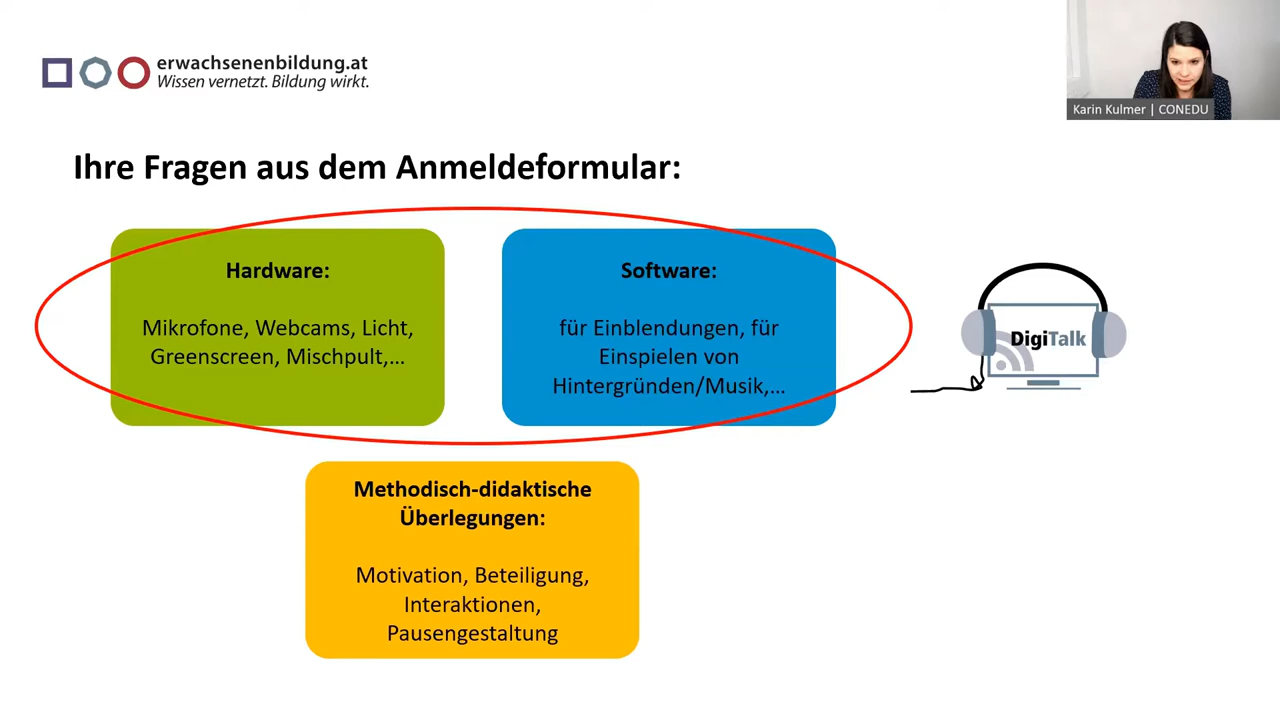 erwachsenenbildung.at
Wissen vernetzt. Bildung wirkt.
Karin Kulmer | CONEDU
Ihre Fragen aus dem Anmeldeformular:
Hardware:
Mikrofone, Webcams, Licht,
Greenscreen, Mischpult,...
Software:
für Einblendungen, für
Einspielen von
Hintergründen/Musik,...
DigiTalk
Methodisch-didaktische
Überlegungen:
Motivation, Beteiligung,
Interaktionen,
Pausengestaltung